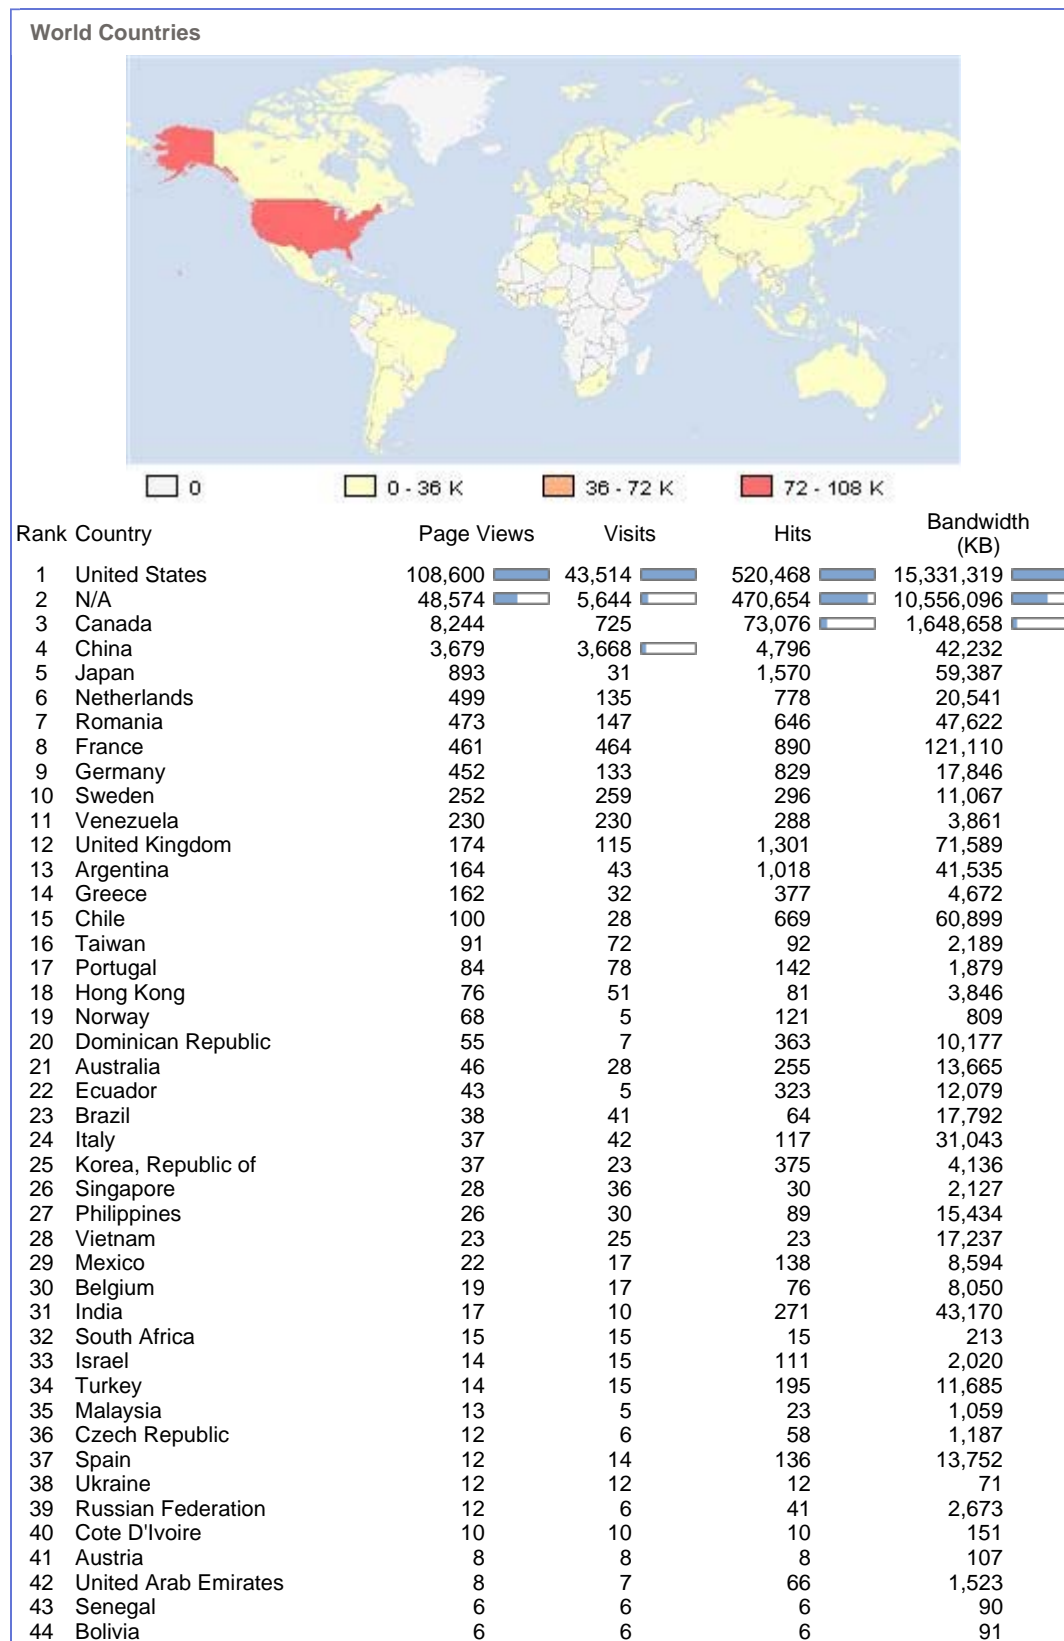 World Countries
0 0 - 36 K 36 - 72 K 72 - 108 K
Rank Country Page Views Visits Hits Bandwidth (KB)
1 United States 108,600 43,514 520,468 15,331,319
2 N/A 48,574 5,644 470,654 10,556,096
3 Canada 8,244 725 73,076 1,648,658
4 China 3,679 3,668 4,796 42,232
5 Japan 893 31 1,570 59,387
6 Netherlands 499 135 778 20,541
7 Romania 473 147 646 47,622
8 France 461 464 890 121,110
9 Germany 452 133 829 17,846
10 Sweden 252 259 296 11,067
11 Venezuela 230 230 288 3,861
12 United Kingdom 174 115 1,301 71,589
13 Argentina 164 43 1,018 41,535
14 Greece 162 32 377 4,672
15 Chile 100 28 669 60,899
16 Taiwan 91 72 92 2,189
17 Portugal 84 78 142 1,879
18 Hong Kong 76 51 81 3,846
19 Norway 68 5 121 809
20 Dominican Republic 55 7 363 10,177
21 Australia 46 28 255 13,665
22 Ecuador 43 5 323 12,079
23 Brazil 38 41 64 17,792
24 Italy 37 42 117 31,043
25 Korea, Republic of 37 23 375 4,136
26 Singapore 28 36 30 2,127
27 Philippines 26 30 89 15,434
28 Vietnam 23 25 23 17,237
29 Mexico 22 17 138 8,594
30 Belgium 19 17 76 8,050
31 India 17 10 271 43,170
32 South Africa 15 15 15 213
33 Israel 14 15 111 2,020
34 Turkey 14 15 195 11,685
35 Malaysia 13 5 23 1,059
36 Czech Republic 12 6 58 1,187
37 Spain 12 14 136 13,752
38 Ukraine 12 12 12 71
39 Russian Federation 12 6 41 2,673
40 Cote D'Ivoire 10 10 10 151
41 Austria 8 8 8 107
42 United Arab Emirates 8 7 66 1,523
43 Senegal 6 6 6 90
44 Bolivia 6 6 6 91